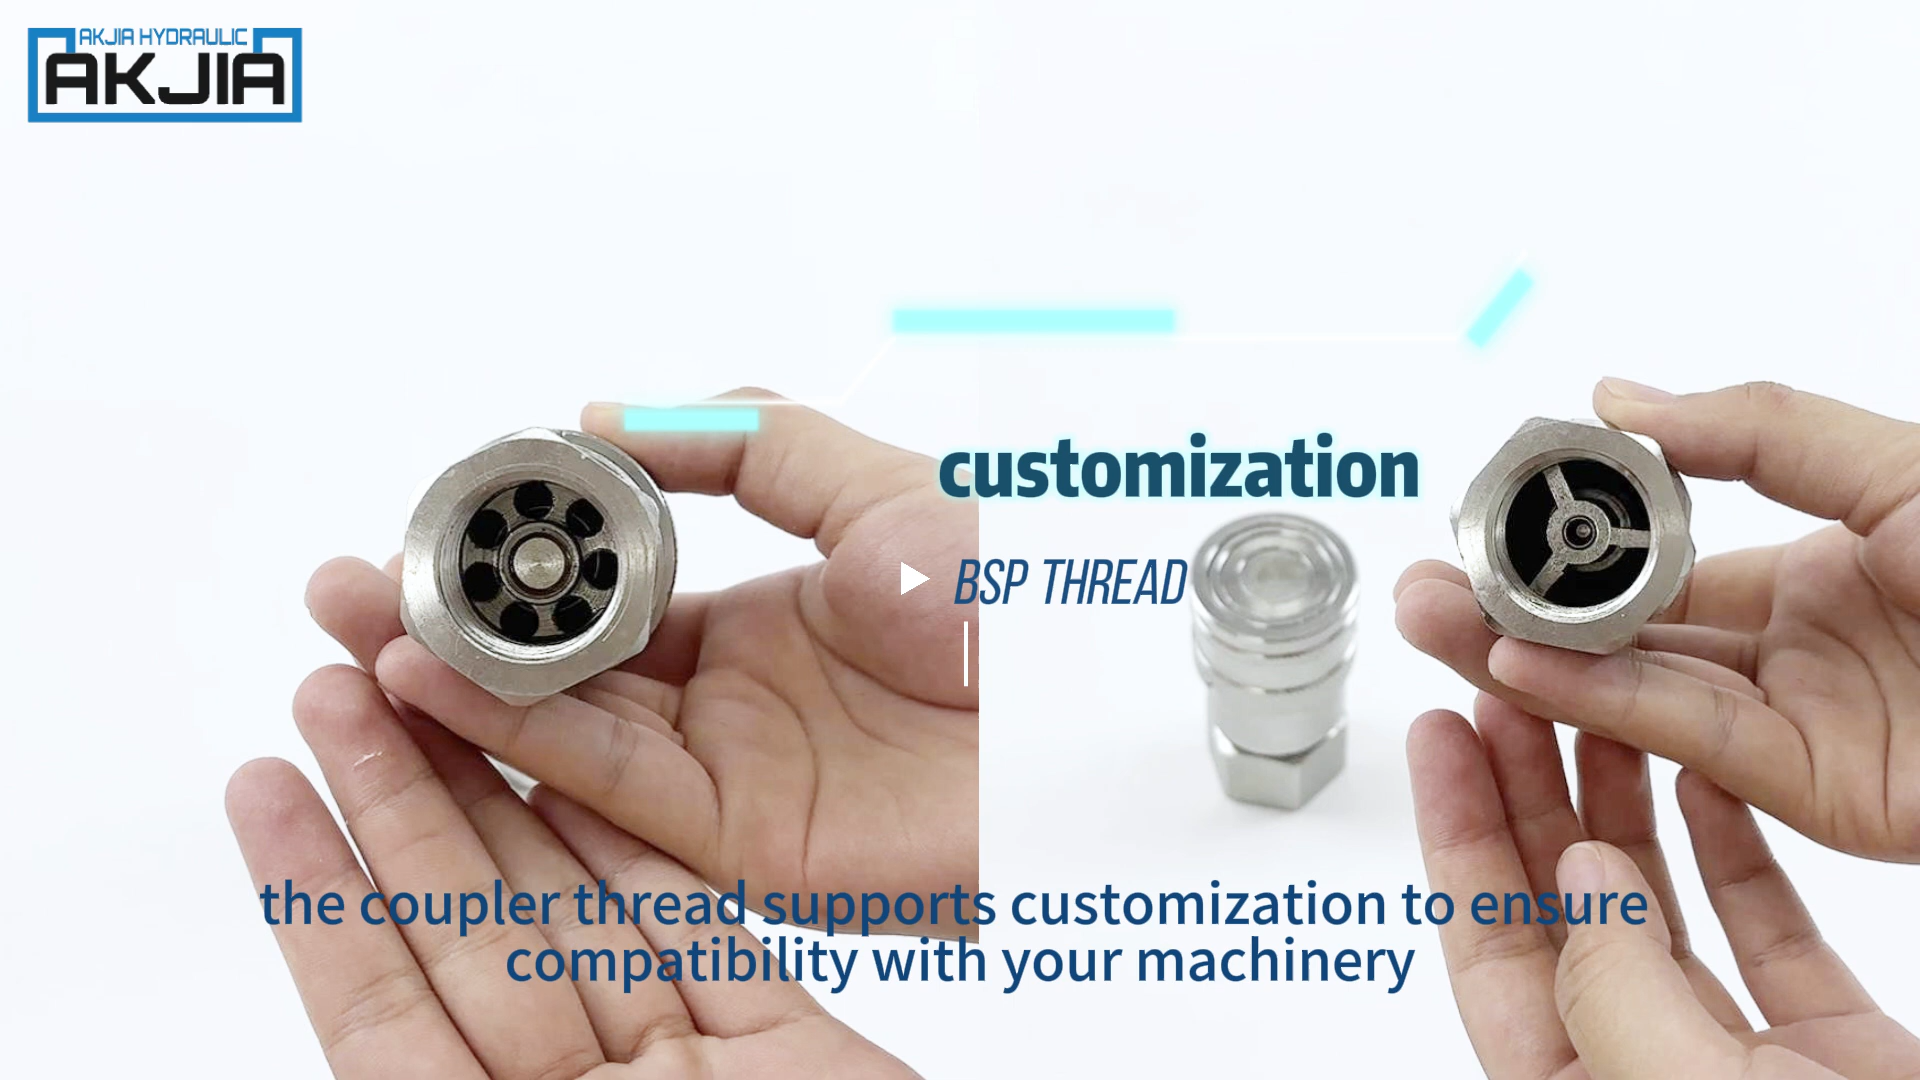 AKJIA HYDRAULIC
AKJIA
customization
BSP THREAD
the coupler thread supports customization to ensure
compatibility with your machinery